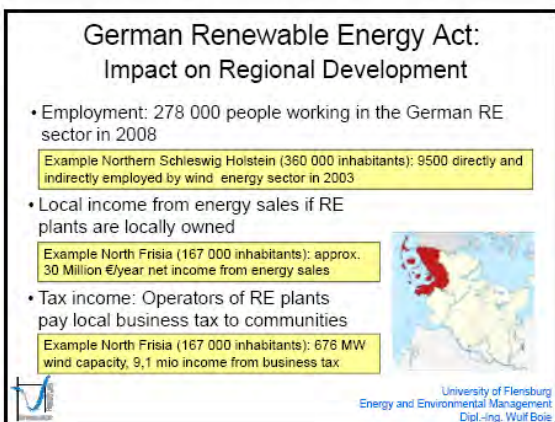 German Renewable Energy Act:
Impact on Regional Development
• Employment: 278 000 people working in the German RE
sector in 2008
Example Northern Schleswig Holstein (360 000 inhabitants): 9500 directly and
indirectly employed by wind energy sector in 2003
• Local income from energy sales if RE
plants are locally owned
Example North Frisia (167 000 inhabitants): approx.
30 Million €/year net income from energy sales
• Tax income: Operators of RE plants
pay local business tax to communities
Example North Frisia (167 000 inhabitants): 676 MW
wind capacity, 9,1 mio income from business tax
University of Flensburg
Energy and Environmental Management
Dipl.-Ing. Wulf Boie